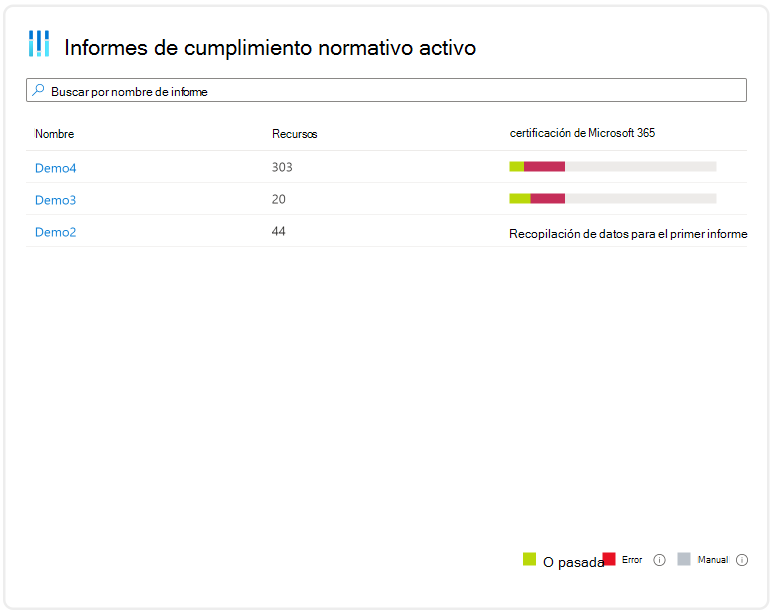 Informes de cumplimiento normativo activo
Buscar por nombre de informe
Nombre Recursos certificación de Microsoft 365
Demo4 303
Demo3 20
Demo2 44 Recopilación de datos para el primer informe
O pasada Error Manual